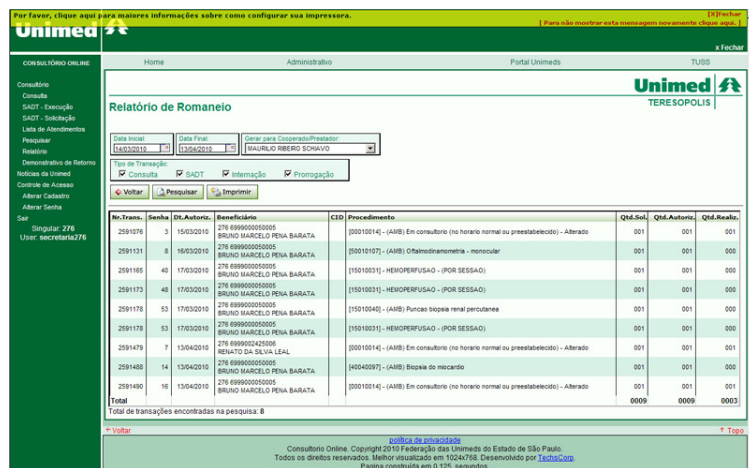 Por favor, clique aqui para maiores informações sobre como configurar sua impressora.
[X]Fechar
[ Para não mostrar esta mensagem novamente clique aqui. ]
Unimed
x Fechar
CONSULTÓRIO ONLINE
Home Administrativo Portal Unimeds TUSS
Consultório
Consulta
SADT - Execução
SADT - Solicitação
Lista de Atendimentos
Pesquisar
Relatório
Demonstrativo de Retorno
Notícias da Unimed
Controle de Acesso
Alterar Cadastro
Alterar Senha
Sair
Singular: 276
User: secretaria276
Unimed
TERESOPOLIS
Relatório de Romaneio
Data Inicial: Data Final: Gerar para Cooperado/Prestador:
14/03/2010 13/04/2010 MAURILIO RIBEIRO SCHIAVO
Tipo de Transação:
Consulta SADT Internação Prorrogação
Voltar Pesquisar Imprimir
Nr.Trans. Senha Dt.Autoriz. Beneficiário CID Procedimento Qtd.Sol. Qtd.Autoriz. Qtd.Realiz.
2591076 3 15/03/2010 276 6999000050005 BRUNO MARCELO PENA BARATA [00010014] - (AMB) Em consultorio (no horario normal ou preestabelecido) - Alterado 001 001 001
2591131 8 16/03/2010 276 6999000050005 BRUNO MARCELO PENA BARATA [50010107] - (AMB) Oftalmodinamometria - monocular 001 001 000
2591165 40 17/03/2010 276 6999000050005 BRUNO MARCELO PENA BARATA [15010031] - HEMOPERFUSAO - (POR SESSAO) 001 001 000
2591173 48 17/03/2010 276 6999000050005 BRUNO MARCELO PENA BARATA [15010031] - HEMOPERFUSAO - (POR SESSAO) 001 001 000
2591178 53 17/03/2010 276 6999000050005 BRUNO MARCELO PENA BARATA [15010040] - (AMB) Puncao biopsia renal percutanea 001 001 000
2591178 53 17/03/2010 276 6999000050005 BRUNO MARCELO PENA BARATA [15010031] - HEMOPERFUSAO - (POR SESSAO) 001 001 000
2591479 7 13/04/2010 276 6999002425006 RENATO DA SILVA LEAL [00010014] - (AMB) Em consultorio (no horario normal ou preestabelecido) - Alterado 001 001 001
2591488 14 13/04/2010 276 6999000050005 BRUNO MARCELO PENA BARATA [40040097] - (AMB) Biopsia do miocardio 001 001 000
2591490 16 13/04/2010 276 6999000050005 BRUNO MARCELO PENA BARATA [00010014] - (AMB) Em consultorio (no horario normal ou preestabelecido) - Alterado 001 001 001
Total 0009 0009 0003
Total de transações encontradas na pesquisa: 8
Voltar Topo
política de privacidade
Consultorio Online. Copyright 2010 Federação das Unimeds do Estado de São Paulo.
Todos os direitos reservados. Melhor visualizado em 1024x768. Desenvolvido por TechsCorp.
Pagina construída em 0.125, segundos